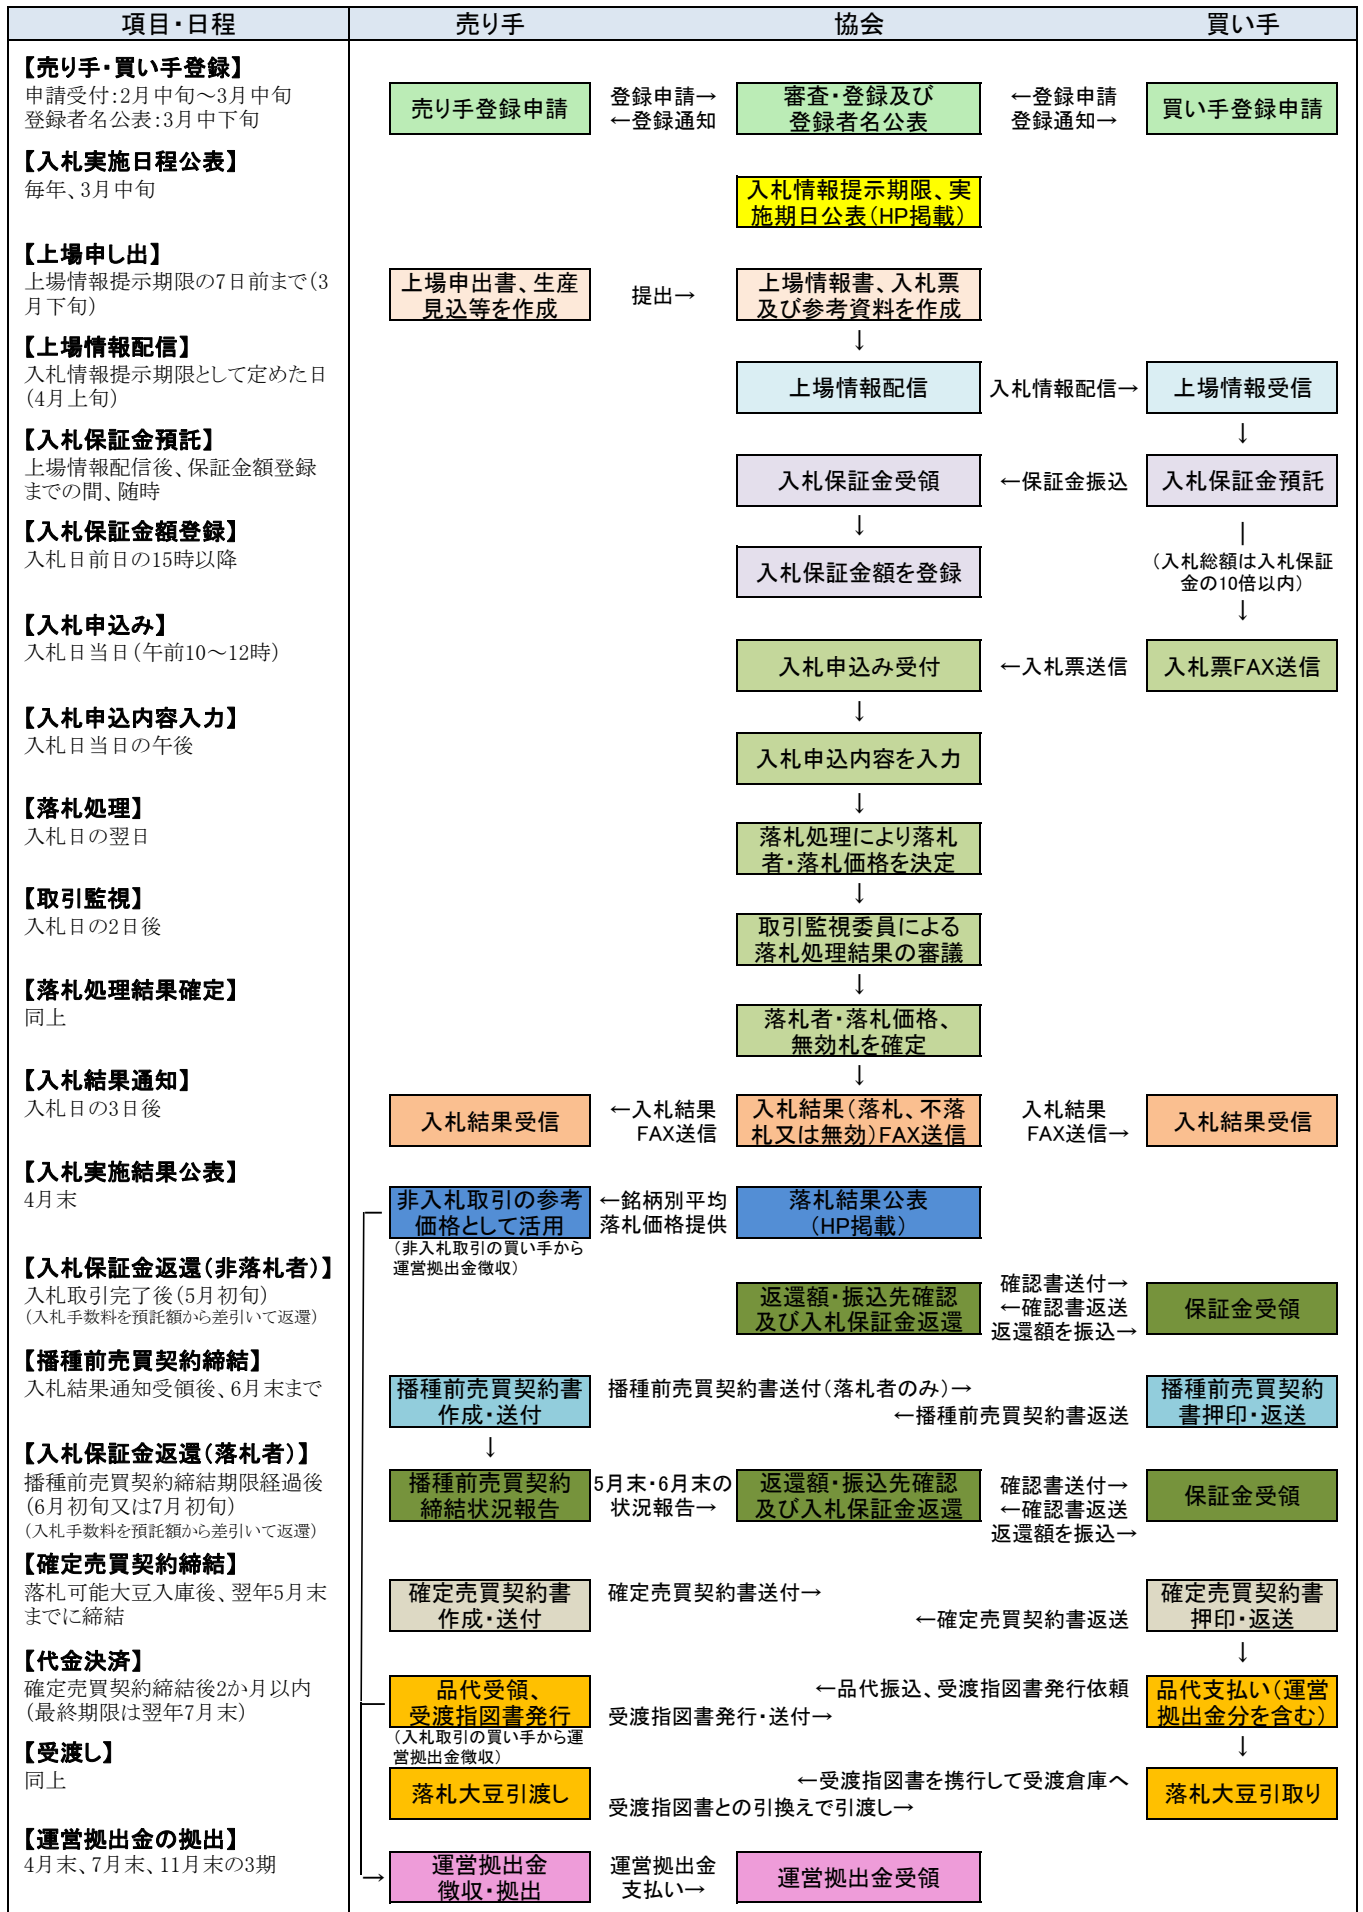 項目・日程
売り手
協会
買い手
【売り手・買い手登録】
申請受付:2月中旬～3月中旬
登録者名公表:3月中下旬
売り手登録申請
登録申請→
←登録通知
審査・登録及び
登録者名公表
←登録申請
登録通知→
買い手登録申請
【入札実施日程公表】
毎年、3月中旬
入札情報提示期限、実
施期日公表(HP掲載)
【上場申し出】
上場情報提示期限の7日前まで(3
月下旬)
上場申出書、生産
見込等を作成
提出→
上場情報書、入札票
及び参考資料を作成
↓
【上場情報配信】
入札情報提示期限として定めた日
(4月上旬)
上場情報配信
入札情報配信→
上場情報受信
↓
【入札保証金預託】
上場情報配信後、保証金額登録
までの間、随時
入札保証金受領
←保証金振込
入札保証金預託
↓
【入札保証金額登録】
入札日前日の15時以降
入札保証金額を登録
｜
(入札総額は入札保証
金の10倍以内)
↓
【入札申込み】
入札日当日(午前10～12時)
入札申込み受付
←入札票送信
入札票FAX送信
↓
【入札申込内容入力】
入札日当日の午後
入札申込内容を入力
↓
【落札処理】
入札日の翌日
落札処理により落札
者・落札価格を決定
↓
【取引監視】
入札日の2日後
取引監視委員による
落札処理結果の審議
↓
【落札処理結果確定】
同上
落札者・落札価格、
無効札を確定
↓
【入札結果通知】
入札日の3日後
入札結果受信
←入札結果
FAX送信
入札結果(落札、不落
札又は無効)FAX送信
入札結果
FAX送信→
入札結果受信
【入札実施結果公表】
4月末
非入札取引の参考
価格として活用
(非入札取引の買い手から
運営拠出金徴収)
←銘柄別平均
落札価格提供
落札結果公表
(HP掲載)
【入札保証金返還(非落札者)】
入札取引完了後(5月初旬)
(入札手数料を預託額から差引いて返還)
返還額・振込先確認
及び入札保証金返還
確認書送付→
←確認書返送
返還額を振込→
保証金受領
【播種前売買契約締結】
入札結果通知受領後、6月末まで
播種前売買契約書
作成・送付
播種前売買契約書送付(落札者のみ)→
←播種前売買契約書返送
播種前売買契約
書押印・返送
↓
【入札保証金返還(落札者)】
播種前売買契約締結期限経過後
(6月初旬又は7月初旬)
(入札手数料を預託額から差引いて返還)
播種前売買契約
締結状況報告
5月末・6月末の
状況報告→
返還額・振込先確認
及び入札保証金返還
確認書送付→
←確認書返送
返還額を振込→
保証金受領
【確定売買契約締結】
落札可能大豆入庫後、翌年5月末
までに締結
確定売買契約書
作成・送付
確定売買契約書送付→
←確定売買契約書返送
確定売買契約書
押印・返送
↓
【代金決済】
確定売買契約締結後2か月以内
(最終期限は翌年7月末)
品代受領、
受渡指図書発行
(入札取引の買い手から運
営拠出金徴収)
←品代振込、受渡指図書発行依頼
受渡指図書発行・送付→
品代支払い(運営
拠出金分を含む)
↓
【受渡し】
同上
落札大豆引渡し
←受渡指図書を携行して受渡倉庫へ
受渡指図書との引換えで引渡し→
落札大豆引取り
【運営拠出金の拠出】
4月末、7月末、11月末の3期
→
運営拠出金
徴収・拠出
運営拠出金
支払い→
運営拠出金受領